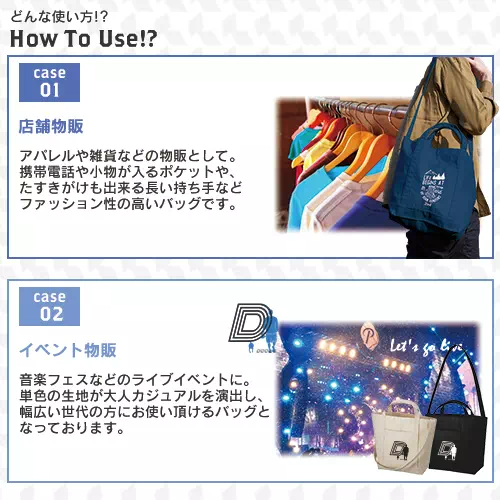 どんな使い方!?
How To Use!?
case
01
店舗物販
アパレルや雑貨などの物販として。
携帯電話や小物が入るポケットや、
たすきがけも出来る長い持ち手など
ファッション性の高いバッグです。
LIFE
BEGINS AT
case
02
D
イベント物販
Let's go live
音楽フェスなどのライブイベントに。
単色の生地が大人カジュアルを演出し、
幅広い世代の方にお使い頂けるバッグと
なっております。
D
D